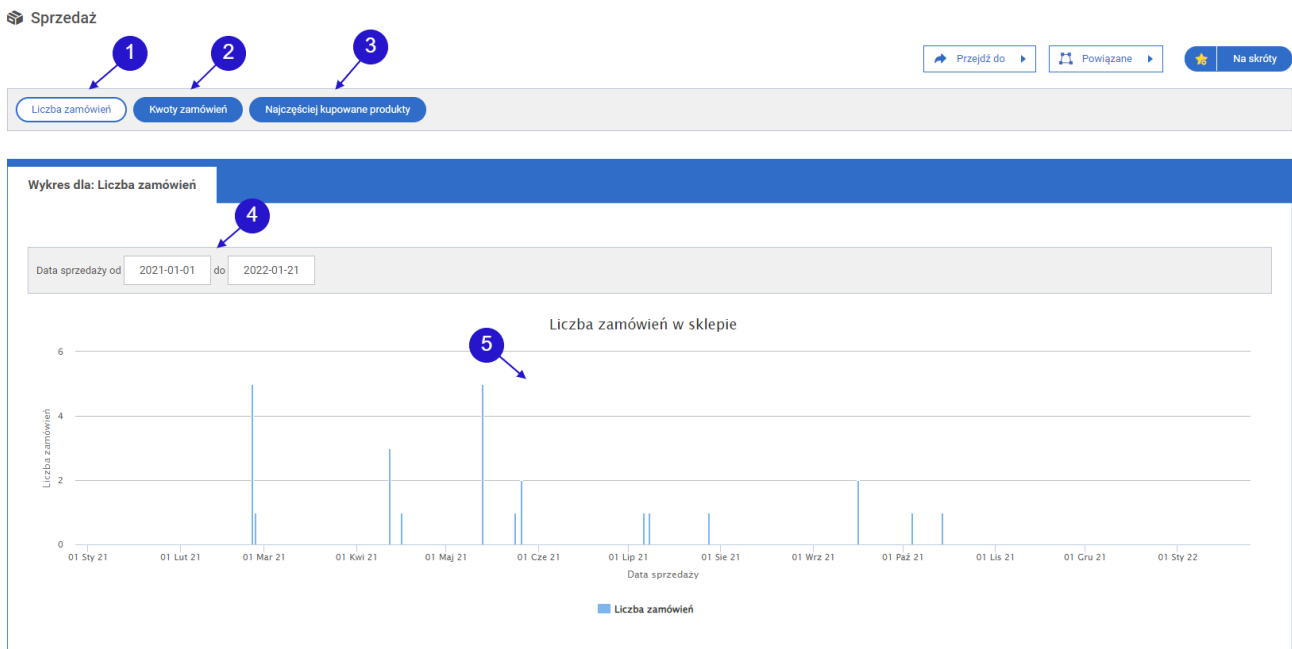 Sprzedaż
1
2
3
Przejdź do
Powiązane
Na skróty
Liczba zamówień
Kwoty zamówień
Najczęściej kupowane produkty
Wykres dla: Liczba zamówień
4
Data sprzedaży od 2021-01-01 do 2022-01-21
Liczba zamówień w sklepie
5
6
4
2
0
Liczba zamówień
01 Sty 21 01 Lut 21 01 Mar 21 01 Kwi 21 01 Maj 21 01 Cze 21 01 Lip 21 01 Sie 21 01 Wrz 21 01 Paź 21 01 Lis 21 01 Gru 21 01 Sty 22
Data sprzedaży
Liczba zamówień